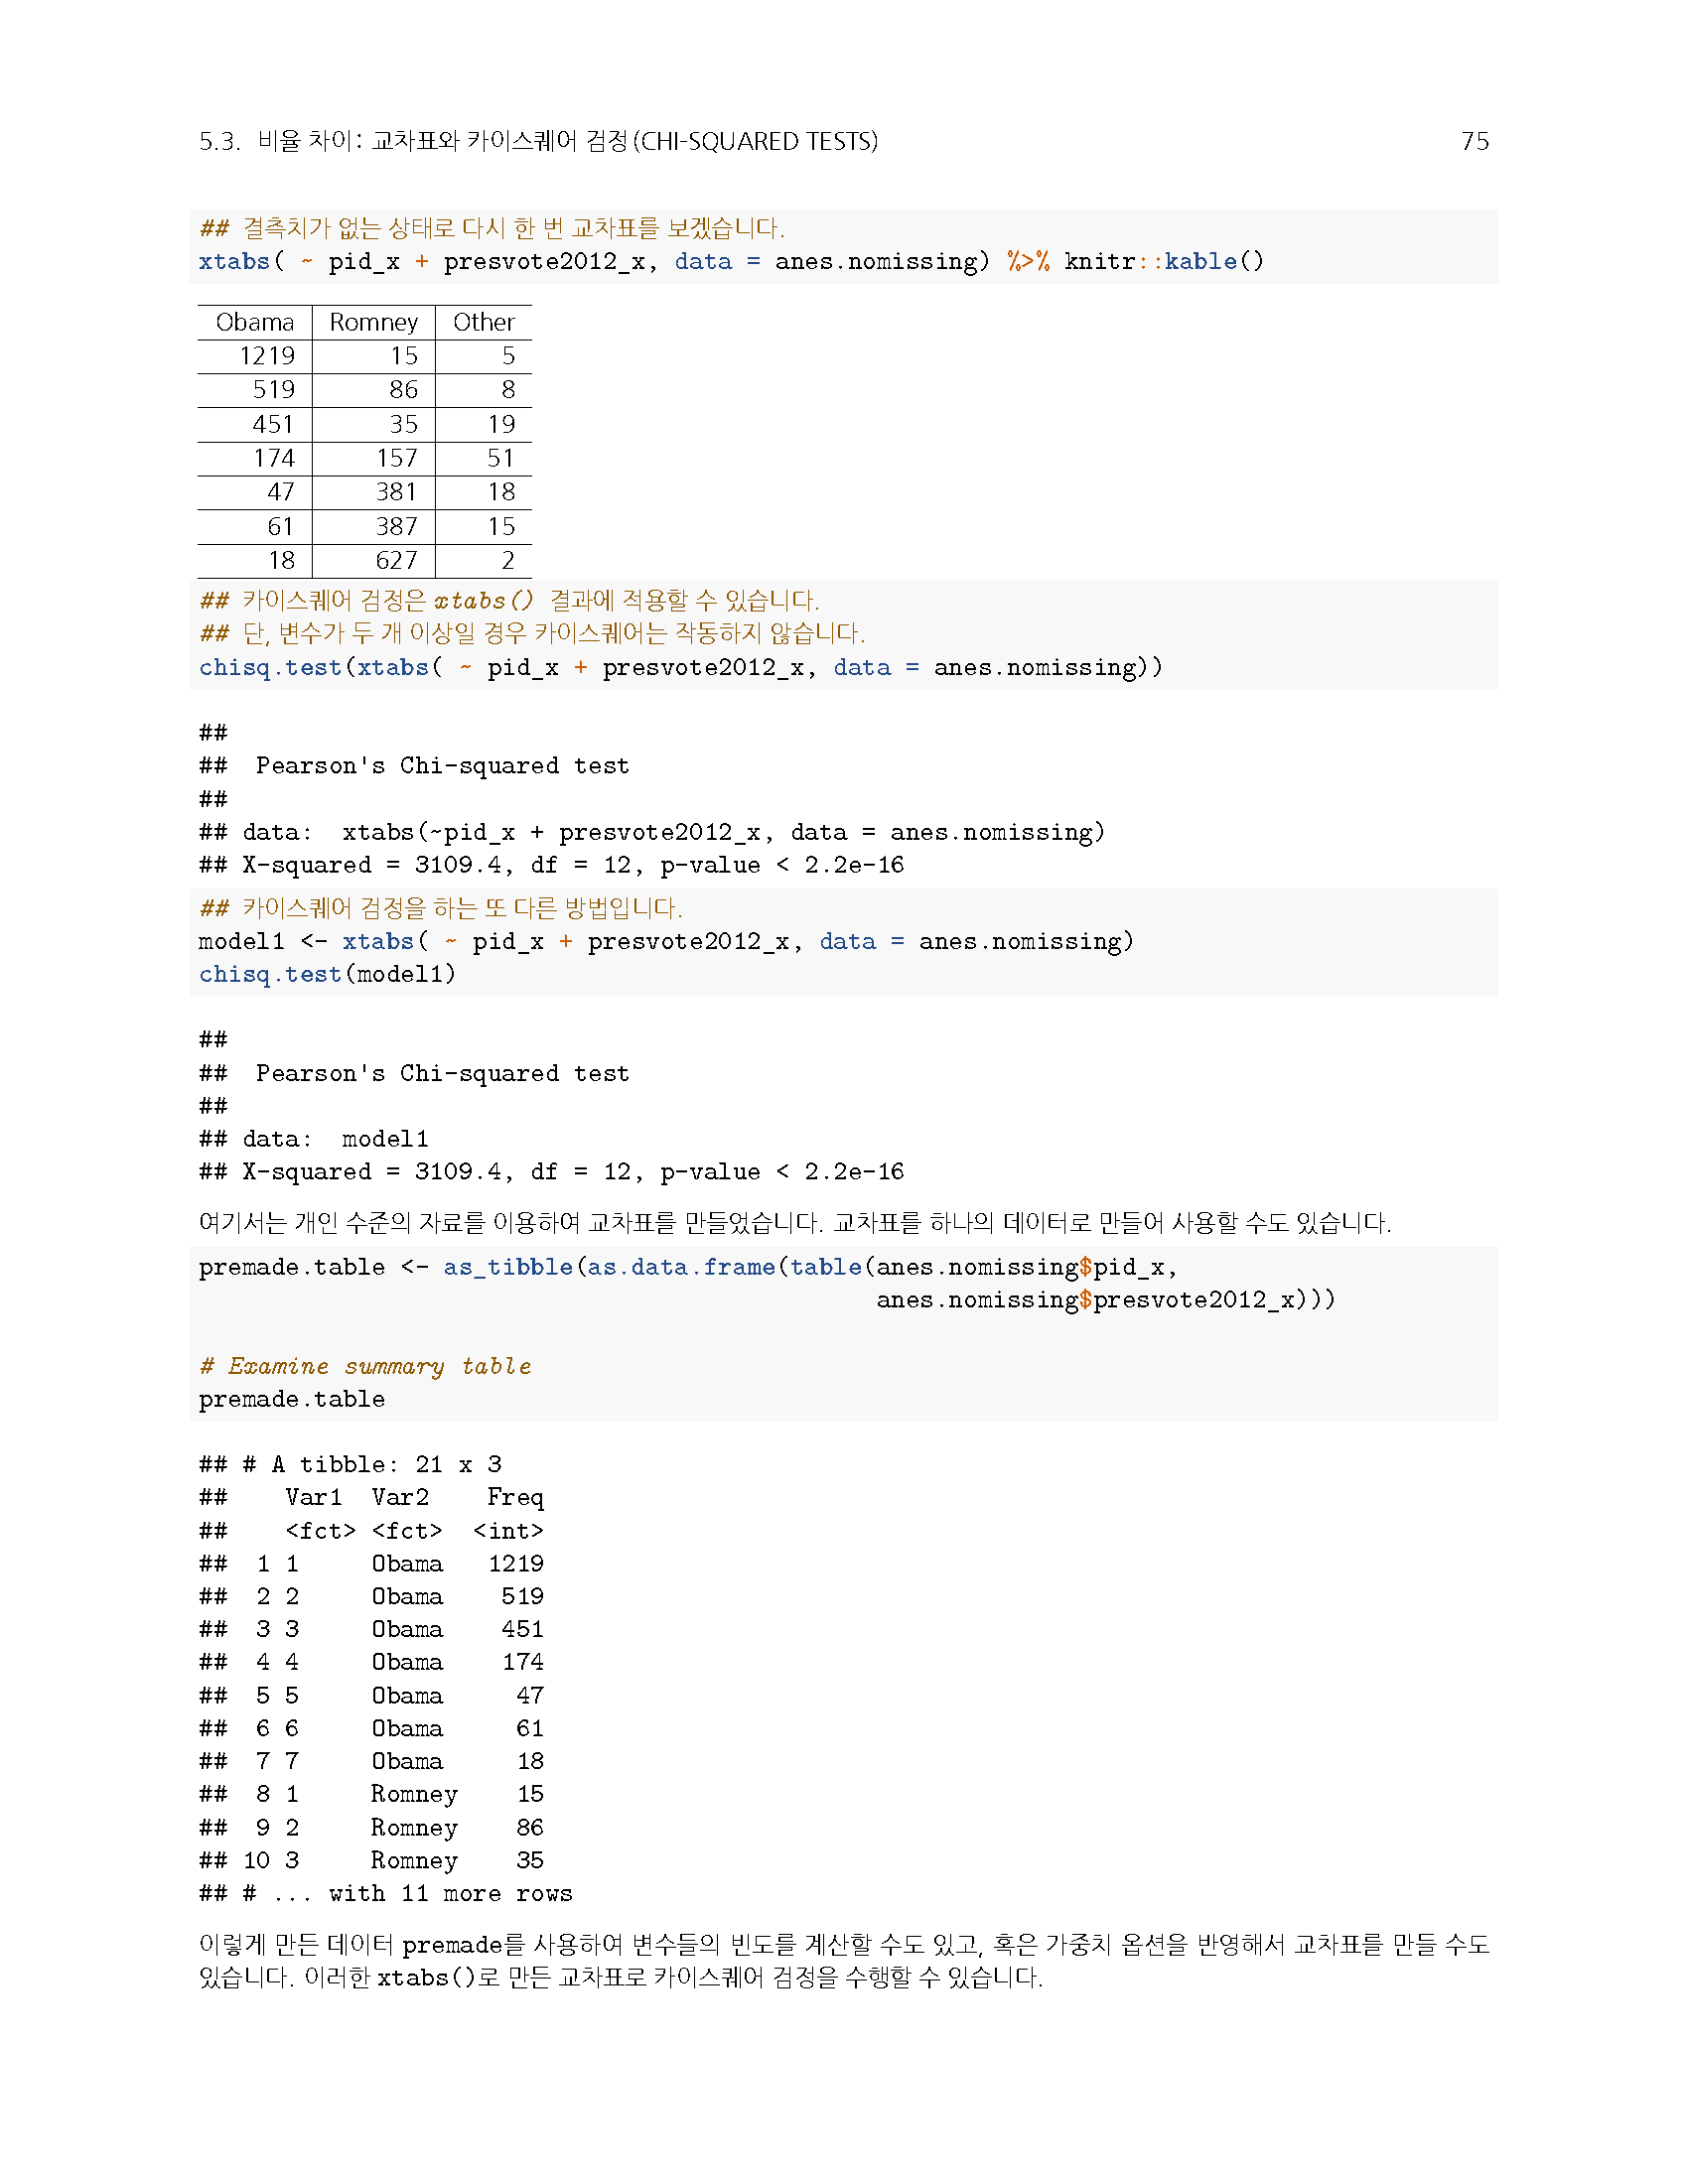 5.3. 비율 차이: 교차표와 카이스퀘어 검정(CHI-SQUARED TESTS) 75
## 결측치가 없는 상태로 다시 한 번 교차표를 보겠습니다.
xtabs( ~ pid_x + presvote2012_x, data = anes.nomissing) %>% knitr::kable()
Obama Romney Other
1219 15 5
519 86 8
451 35 19
174 157 51
47 381 18
61 387 15
18 627 2
## 카이스퀘어 검정은 xtabs() 결과에 적용할 수 있습니다.
## 단, 변수가 두 개 이상일 경우 카이스퀘어는 작동하지 않습니다.
chisq.test(xtabs( ~ pid_x + presvote2012_x, data = anes.nomissing))
##
## Pearson's Chi-squared test
##
## data: xtabs(~pid_x + presvote2012_x, data = anes.nomissing)
## X-squared = 3109.4, df = 12, p-value < 2.2e-16
## 카이스퀘어 검정을 하는 또 다른 방법입니다.
model1 <- xtabs( ~ pid_x + presvote2012_x, data = anes.nomissing)
chisq.test(model1)
##
## Pearson's Chi-squared test
##
## data: model1
## X-squared = 3109.4, df = 12, p-value < 2.2e-16
여기서는 개인 수준의 자료를 이용하여 교차표를 만들었습니다. 교차표를 하나의 데이터로 만들어 사용할 수도 있습니다.
premade.table <- as_tibble(as.data.frame(table(anes.nomissing$pid_x,
anes.nomissing$presvote2012_x)))
# Examine summary table
premade.table
## # A tibble: 21 x 3
## Var1 Var2 Freq
## <fct> <fct> <int>
## 1 1 Obama 1219
## 2 2 Obama 519
## 3 3 Obama 451
## 4 4 Obama 174
## 5 5 Obama 47
## 6 6 Obama 61
## 7 7 Obama 18
## 8 1 Romney 15
## 9 2 Romney 86
## 10 3 Romney 35
## # ... with 11 more rows
이렇게 만든 데이터 premade를 사용하여 변수들의 빈도를 계산할 수도 있고, 혹은 가중치 옵션을 반영해서 교차표를 만들 수도
있습니다. 이러한 xtabs()로 만든 교차표로 카이스퀘어 검정을 수행할 수 있습니다.